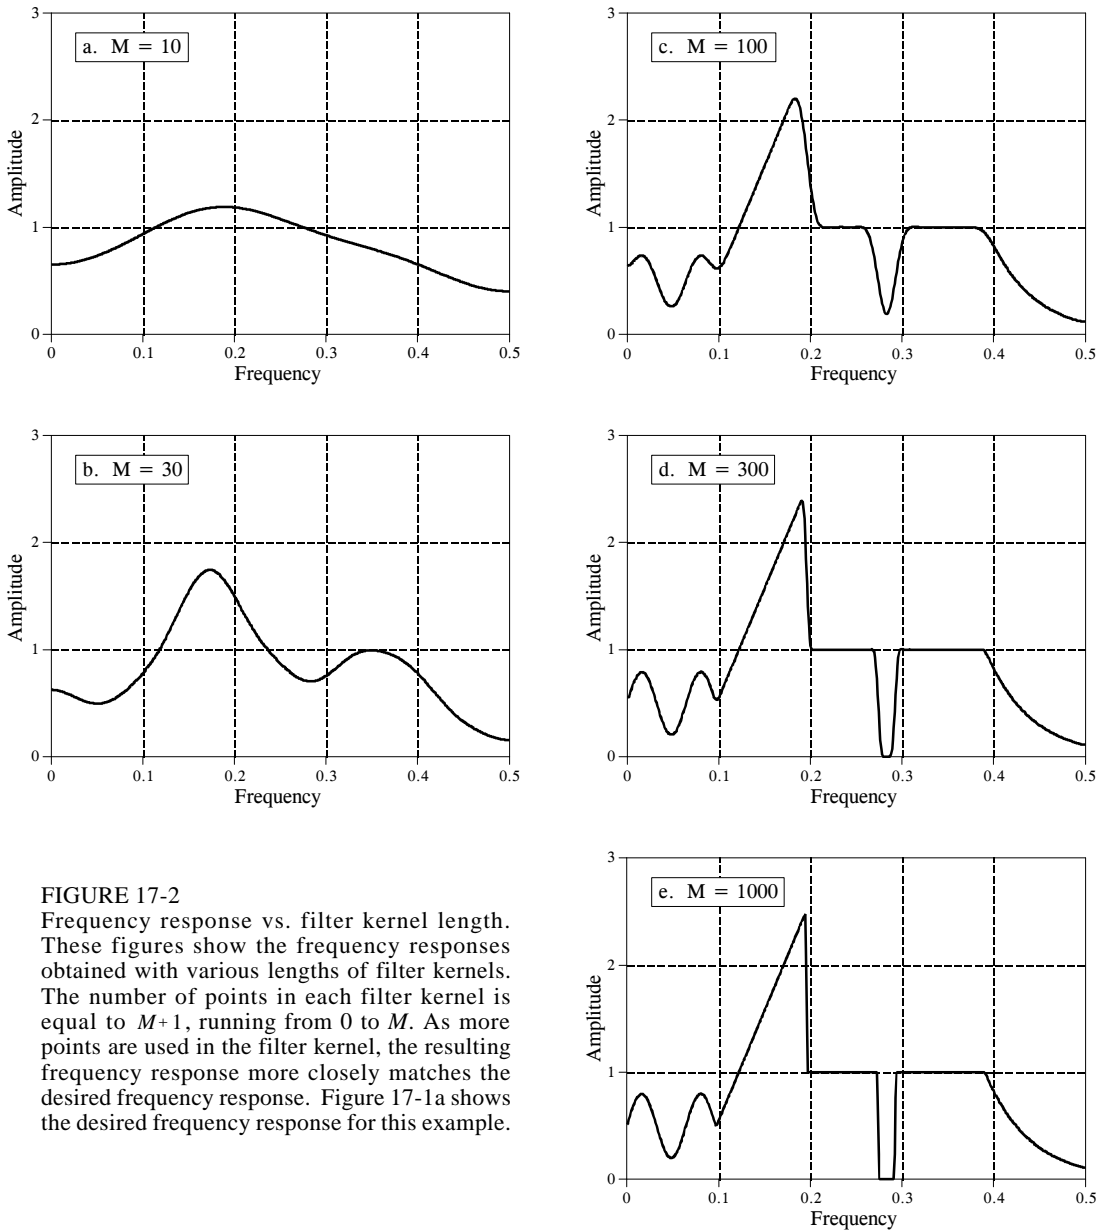 3
2
1
0
Amplitude
a. M = 10
0 0.1 0.2 0.3 0.4 0.5
Frequency
3
2
1
0
Amplitude
b. M = 30
0 0.1 0.2 0.3 0.4 0.5
Frequency
FIGURE 17-2
Frequency response vs. filter kernel length.
These figures show the frequency responses
obtained with various lengths of filter kernels.
The number of points in each filter kernel is
equal to M+1, running from 0 to M. As more
points are used in the filter kernel, the resulting
frequency response more closely matches the
desired frequency response. Figure 17-1a shows
the desired frequency response for this example.
3
2
1
0
Amplitude
c. M = 100
0 0.1 0.2 0.3 0.4 0.5
Frequency
3
2
1
0
Amplitude
d. M = 300
0 0.1 0.2 0.3 0.4 0.5
Frequency
3
2
1
0
Amplitude
e. M = 1000
0 0.1 0.2 0.3 0.4 0.5
Frequency